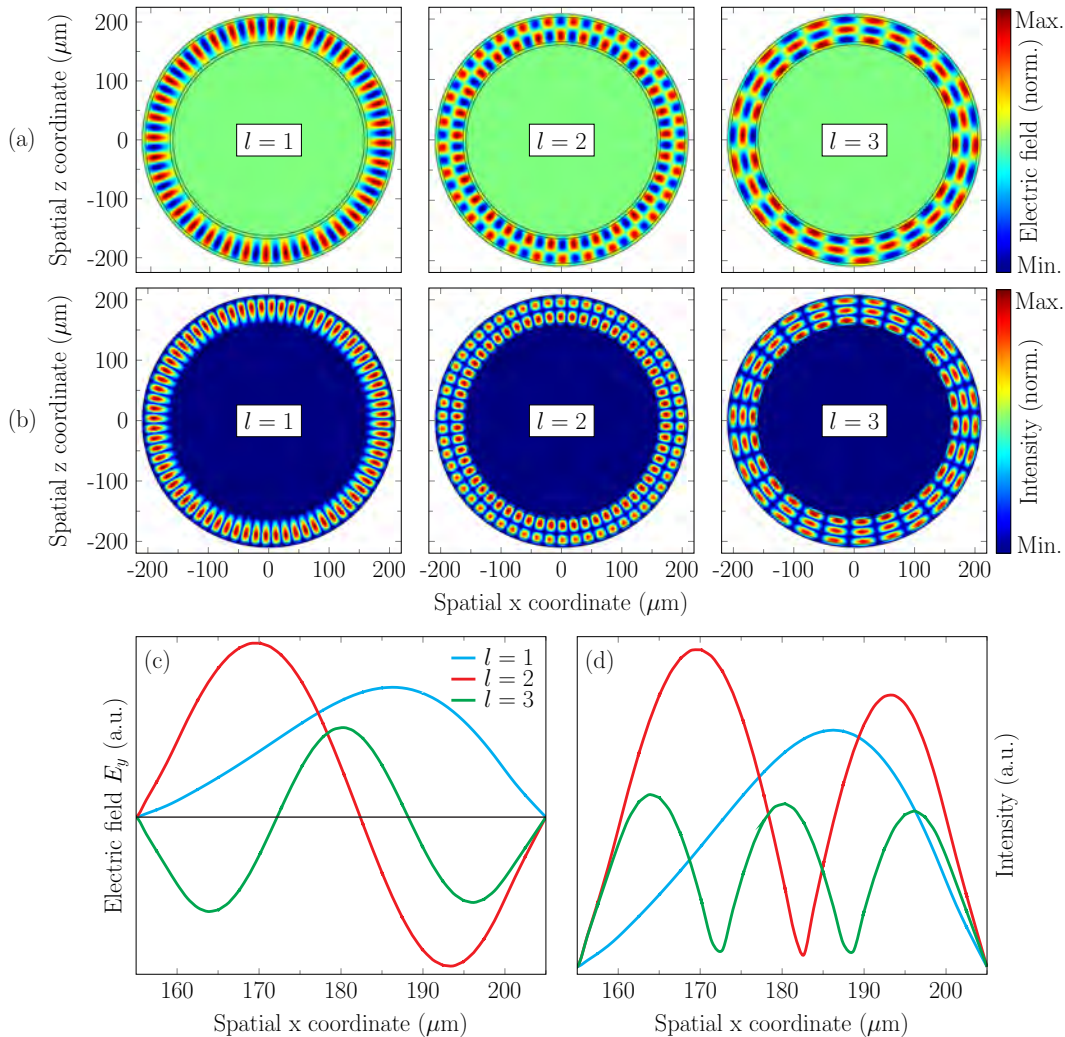 (a)
Spatial z coordinate (μm)
200
100
0
-100
-200
l = 1
l = 2
l = 3
Max.
Electric field (norm.)
Min.
(b)
Spatial z coordinate (μm)
200
100
0
-100
-200
l = 1
l = 2
l = 3
Max.
Intensity (norm.)
Min.
-200 -100 0 100 200
-200 -100 0 100 200
-200 -100 0 100 200
Spatial x coordinate (μm)
(c)
l = 1
l = 2
l = 3
Electric field E_y (a.u.)
160 170 180 190 200
Spatial x coordinate (μm)
(d)
Intensity (a.u.)
160 170 180 190 200
Spatial x coordinate (μm)